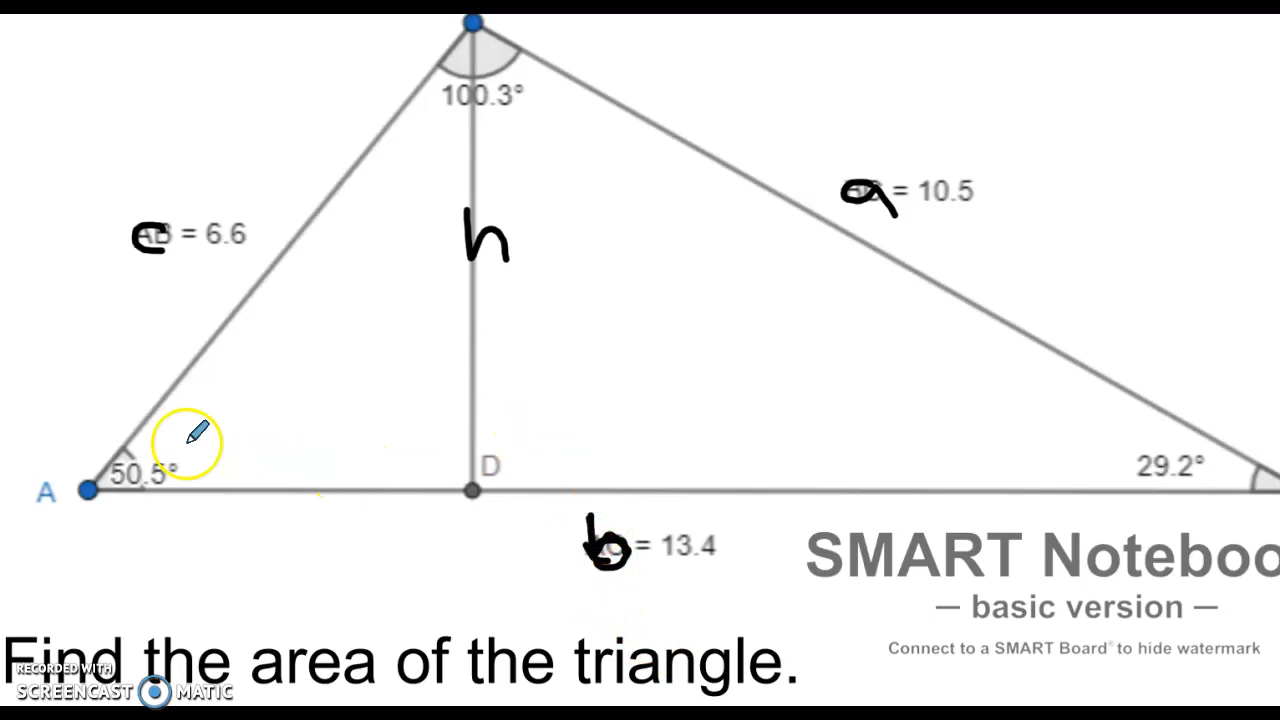 100.3°
a = 10.5
c = 6.6
h
50.5°
A
D
29.2°
b = 13.4
SMART Noteboo
— basic version —
Connect to a SMART Board® to hide watermark
Find the area of the triangle.
RECORDED WITH
SCREENCAST MATIC